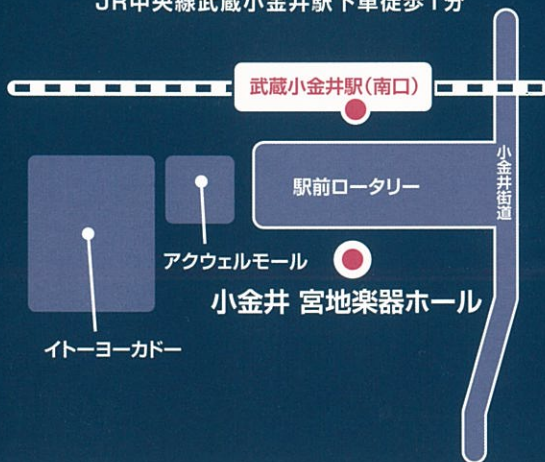 JR中央線武蔵小金井駅下車徒歩1分
武蔵小金井駅(南口)
小金井街道
駅前ロータリー
アクウェルモール
小金井 宮地楽器ホール
イトーヨーカドー